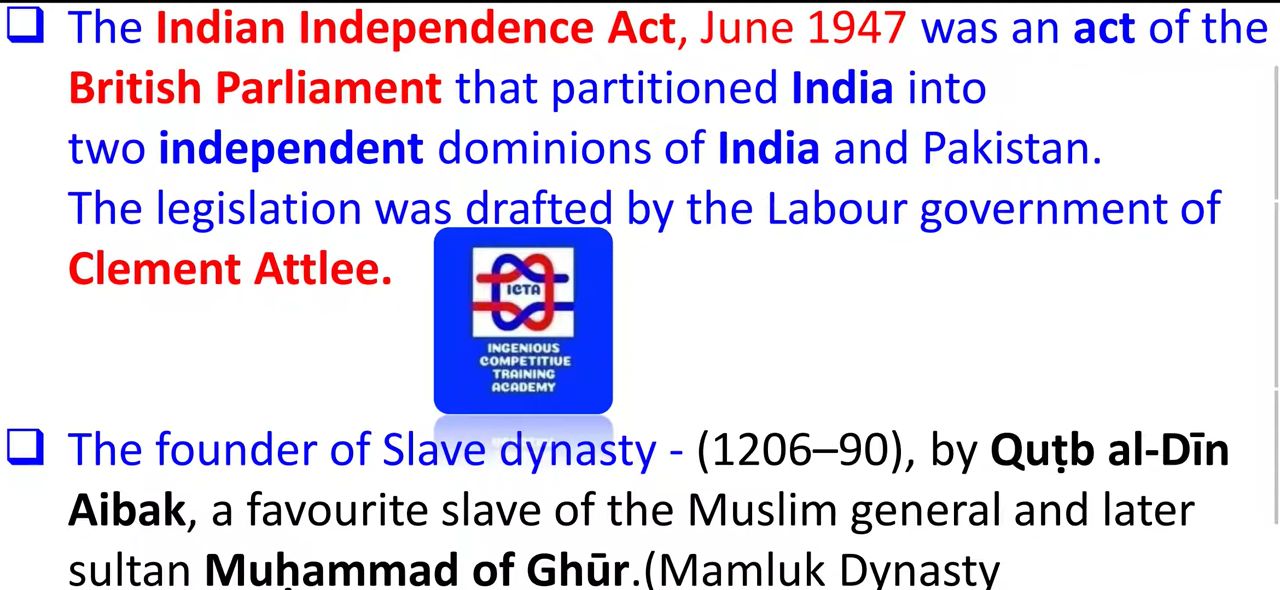 ❑ The Indian Independence Act, June 1947 was an act of the
British Parliament that partitioned India into
two independent dominions of India and Pakistan.
The legislation was drafted by the Labour government of
Clement Attlee.
ICTA
INGENIOUS
COMPETITIUE
TRAINING
ACADEMY
❑ The founder of Slave dynasty - (1206–90), by Quṭb al-Dīn
Aibak, a favourite slave of the Muslim general and later
sultan Muḥammad of Ghūr.(Mamluk Dynasty